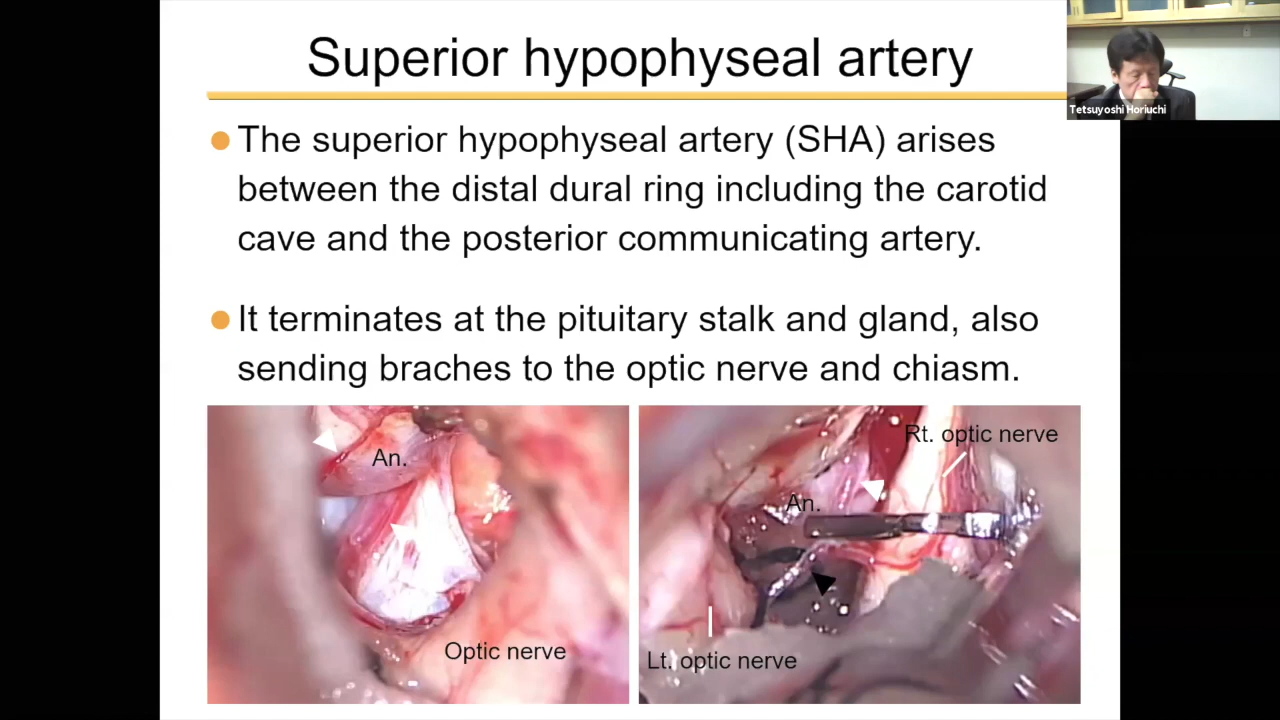 Superior hypophyseal artery
Tetsuyoshi Horiuchi
The superior hypophyseal artery (SHA) arises
between the distal dural ring including the carotid
cave and the posterior communicating artery.
It terminates at the pituitary stalk and gland, also
sending braches to the optic nerve and chiasm.
An.
Optic nerve
Rt. optic nerve
An.
Lt. optic nerve